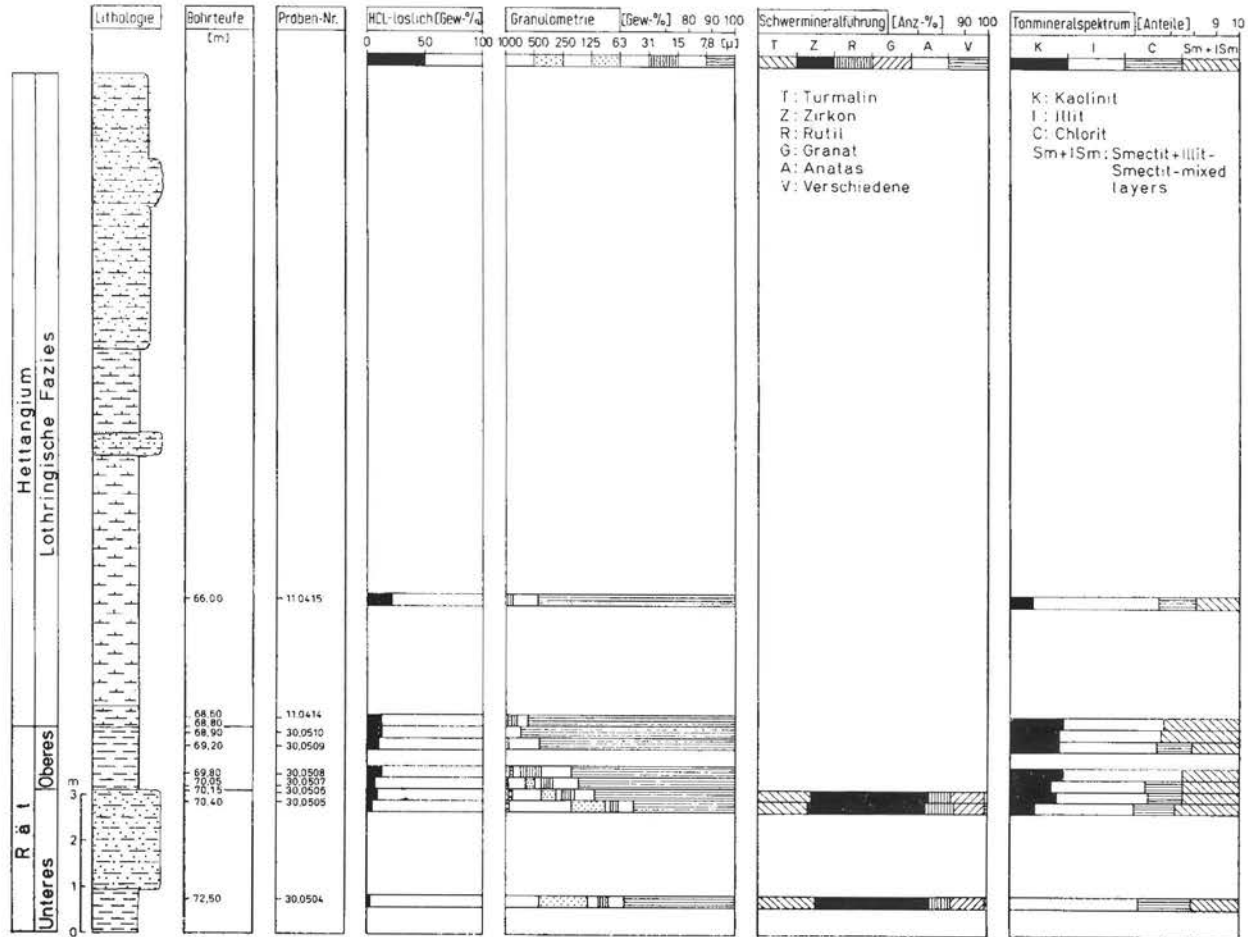 Lithologie
Bohrteufe
[m]
Proben-Nr.
HCL-löslich [Gew-%]
0 50 100
Granulometrie [Gew-%] 80 90 100
1000 500 250 125 63 31 15 78 [µ]
Schwermineralführung [Anz-%] 90 100
T Z R G A V
T: Turmalin
Z: Zirkon
R: Rutil
G: Granat
A: Anatas
V: Verschiedene
Tonmineralspektrum [Anteile] 9 10
K I C Sm + ISm
K: Kaolinit
I: Illit
C: Chlorit
Sm+ISm: Smectit+Illit-
Smectit-mixed
layers
Hettangium
Lothringische Fazies
Rät
Oberes
Unteres
m
3
2
1
0
66,00 11.0415
68,60 11.0414
68,80
68,90 30.0510
69,20 30.0509
69,80 30.0508
70,05 30.0507
70,15 30.0506
70,40 30.0505
72,50 30.0504